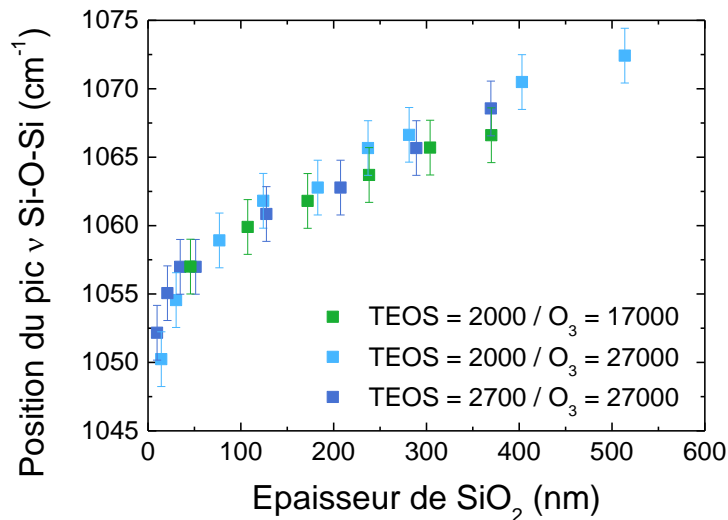 Position du pic ν Si-O-Si (cm⁻¹)
1075
1070
1065
1060
1055
1050
1045
TEOS = 2000 / O₃ = 17000
TEOS = 2000 / O₃ = 27000
TEOS = 2700 / O₃ = 27000
0 100 200 300 400 500 600
Epaisseur de SiO₂ (nm)